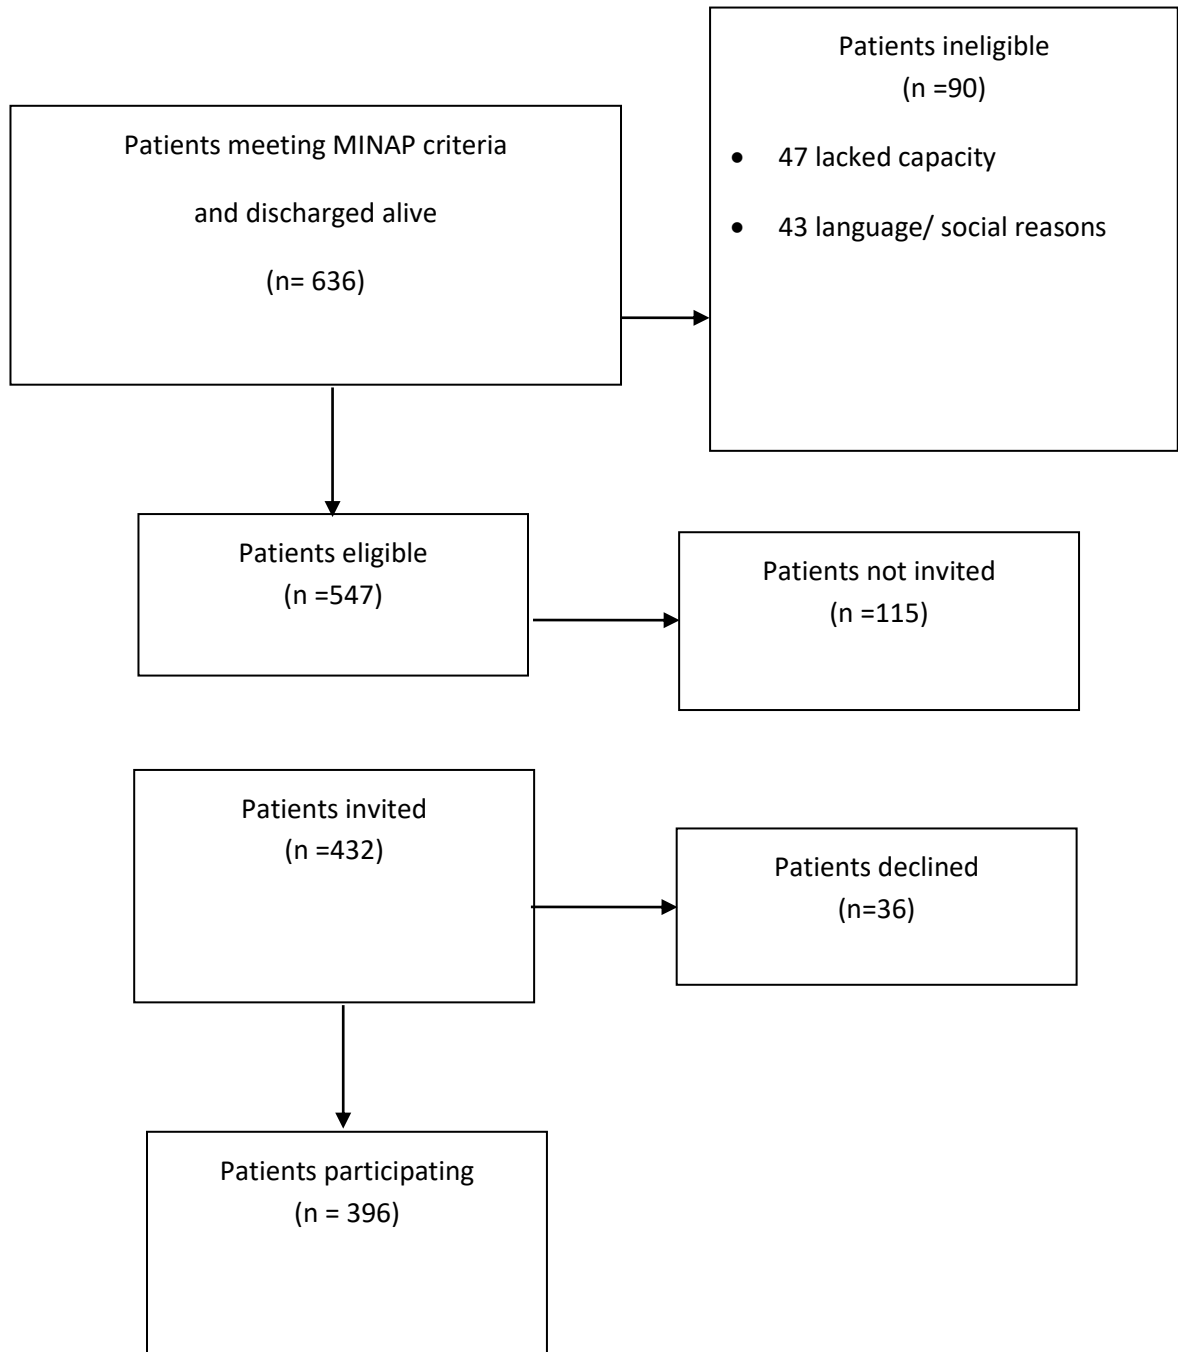 Patients meeting MINAP criteria
and discharged alive
(n= 636)
Patients ineligible
(n =90)
• 47 lacked capacity
• 43 language/ social reasons
Patients eligible
(n =547)
Patients not invited
(n =115)
Patients invited
(n =432)
Patients declined
(n=36)
Patients participating
(n = 396)